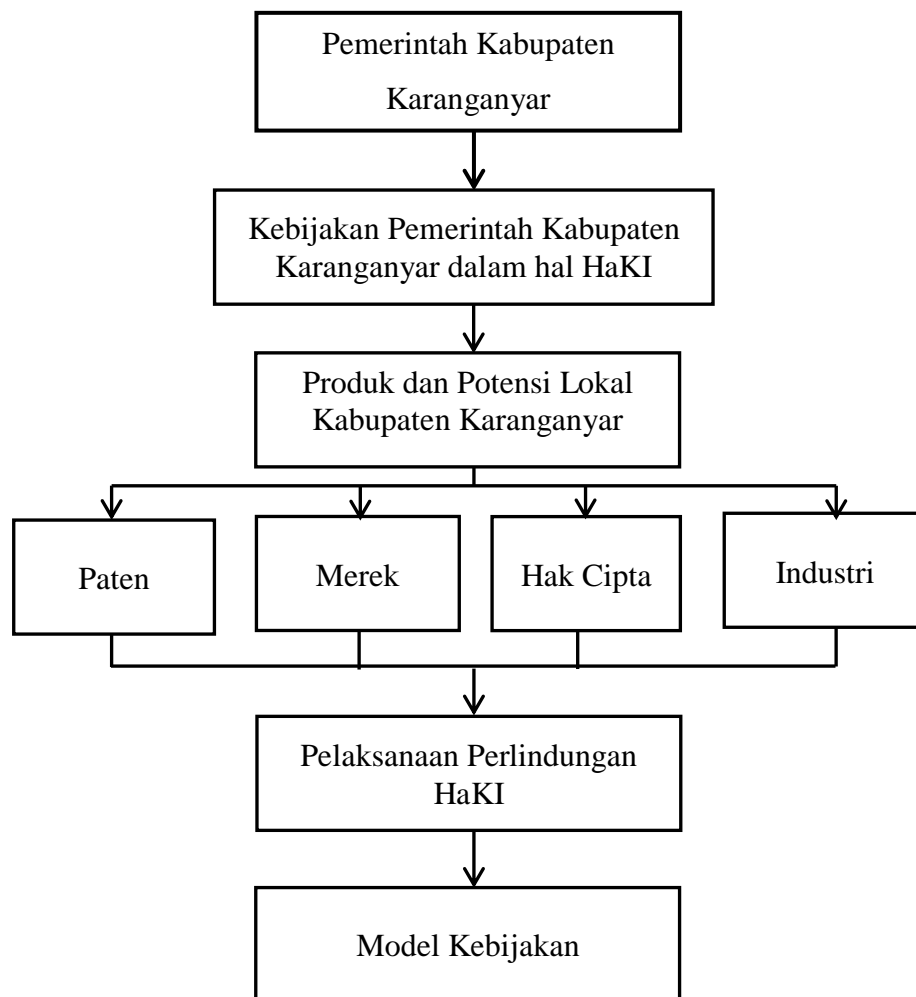 Pemerintah Kabupaten
Karanganyar
Kebijakan Pemerintah Kabupaten
Karanganyar dalam hal HaKI
Produk dan Potensi Lokal
Kabupaten Karanganyar
Paten
Merek
Hak Cipta
Industri
Pelaksanaan Perlindungan
HaKI
Model Kebijakan